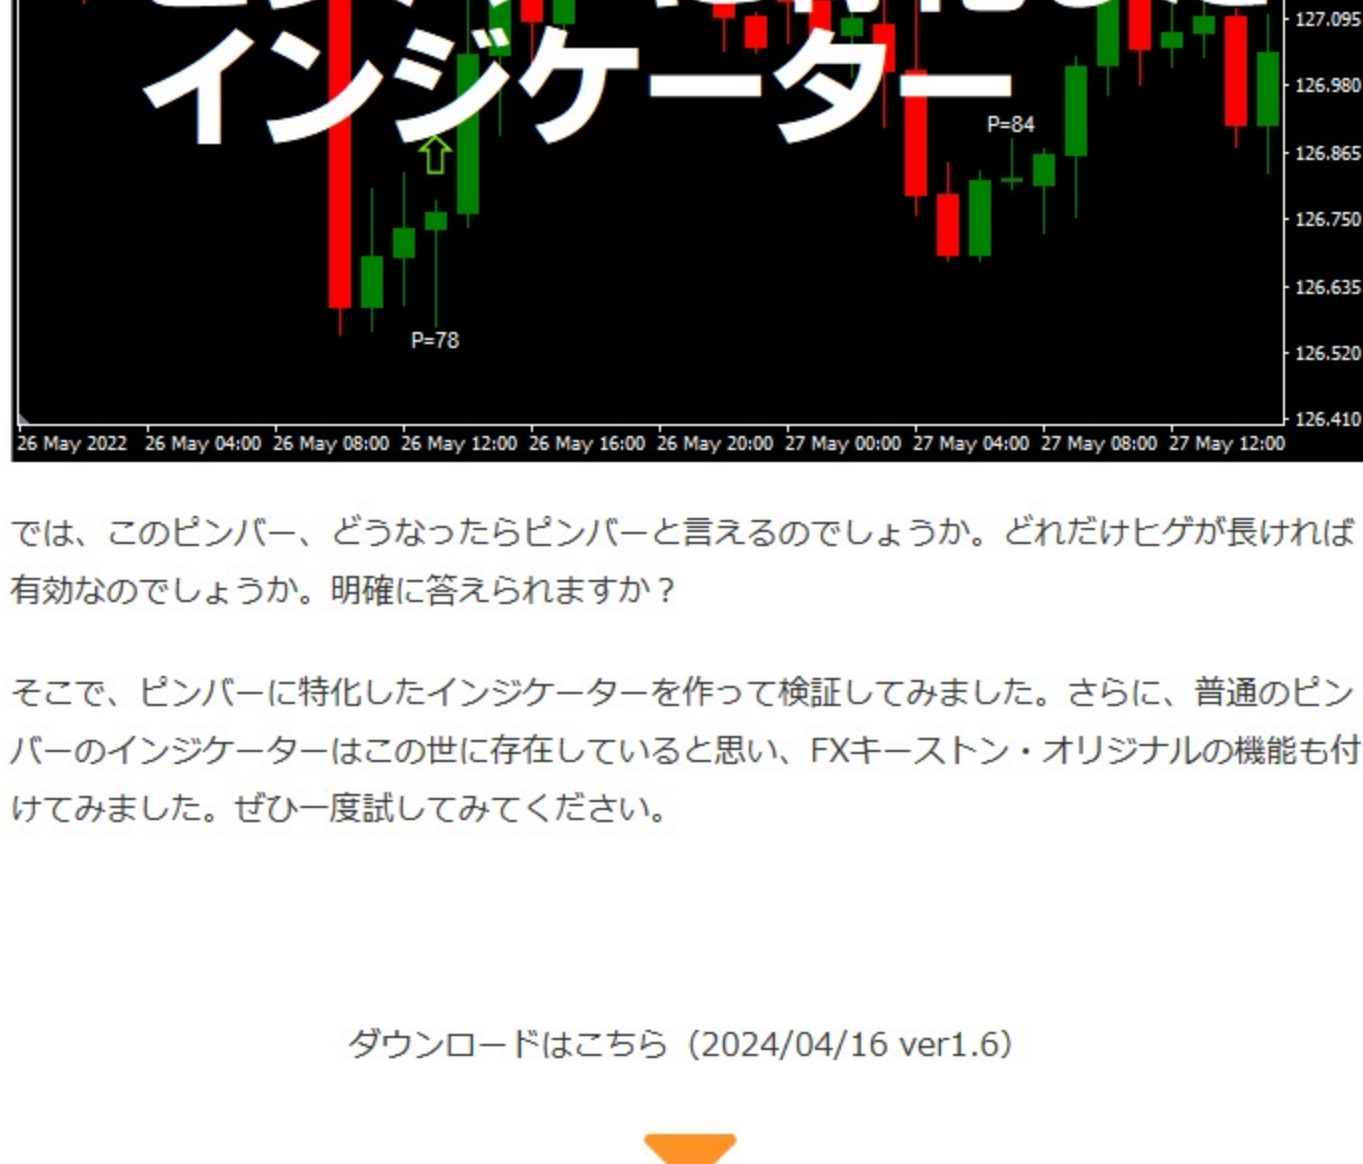 ピンバーに特化した
インジケーター
127.095
126.980
P=84
126.865
126.750
126.635
P=78
126.520
126.410
26 May 2022 26 May 04:00 26 May 08:00 26 May 12:00 26 May 16:00 26 May 20:00 27 May 00:00 27 May 04:00 27 May 08:00 27 May 12:00
では、このピンバー、どうなったらピンバーと言えるのでしょうか。どれだけヒゲが長ければ
有効なのでしょうか。明確に答えられますか？
そこで、ピンバーに特化したインジケーターを作って検証してみました。さらに、普通のピン
バーのインジケーターはこの世に存在していると思い、FXキーストン・オリジナルの機能も付
けてみました。ぜひ一度試してみてください。
ダウンロードはこちら（2024/04/16 ver1.6）